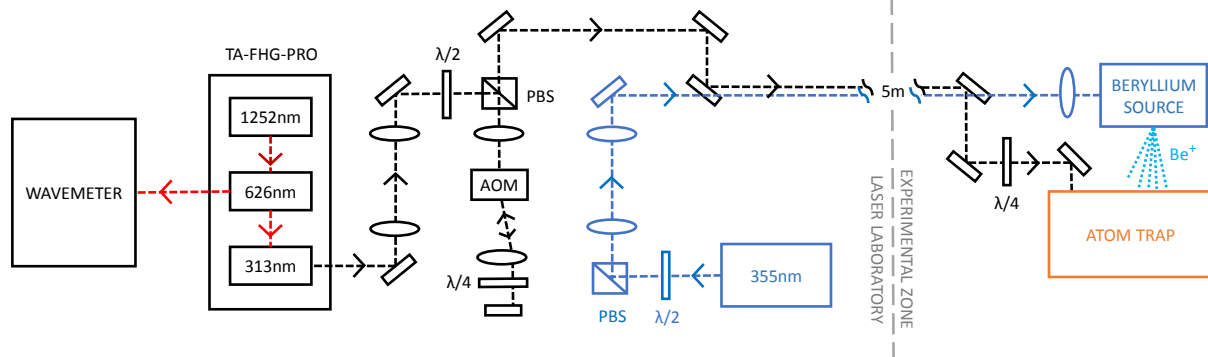 TA-FHG-PRO
1252nm
626nm
313nm
WAVEMETER
λ/2
PBS
AOM
λ/4
355nm
PBS
λ/2
5m
LASER LABORATORY
EXPERIMENTAL ZONE
λ/4
BERYLLIUM
SOURCE
Be⁺
ATOM TRAP